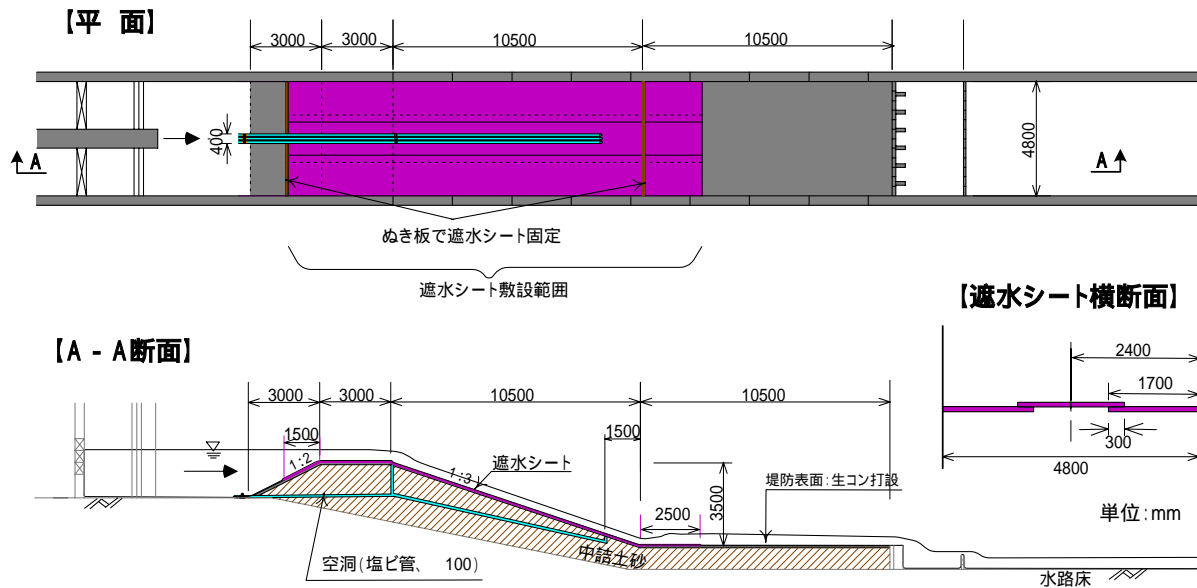 【平 面】
3000
3000
10500
10500
400
4800
A
A
ぬき板で遮水シート固定
遮水シート敷設範囲
【遮水シート横断面】
2400
1700
300
4800
単位:mm
【A - A断面】
3000
3000
10500
10500
1500
1500
1:2
1:3
遮水シート
3500
2500
堤防表面:生コン打設
中詰土砂
空洞(塩ビ管、 100)
水路床